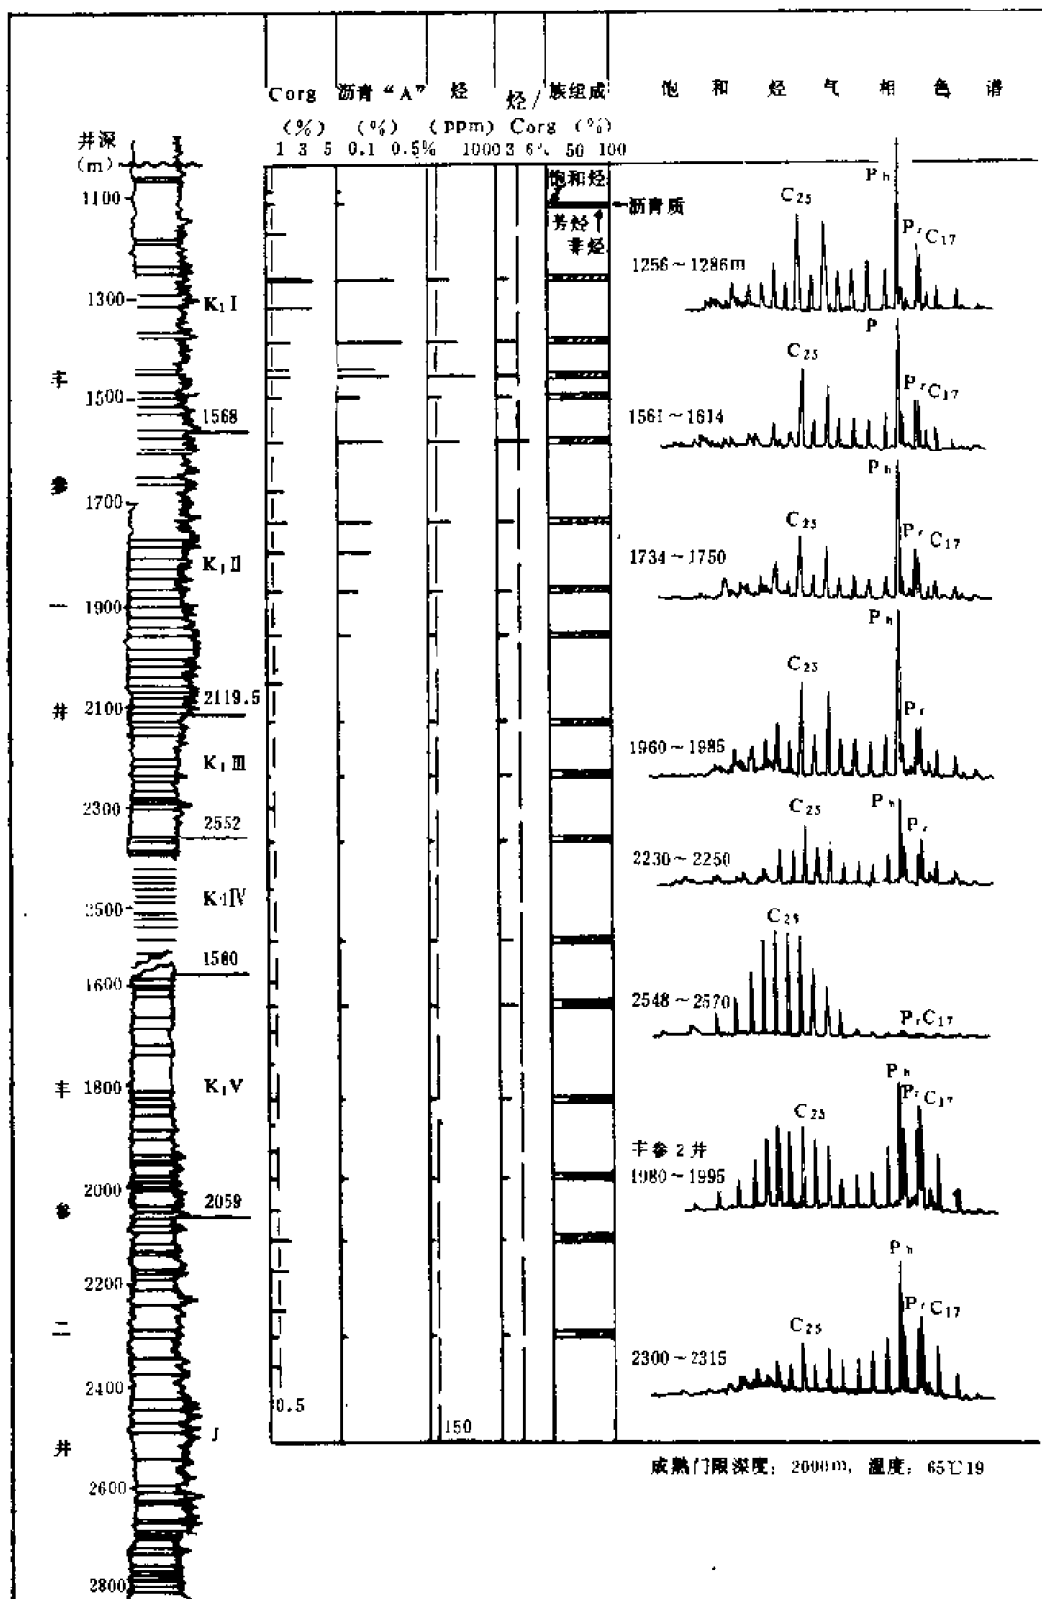 Corg 沥青“A” 烃 烃/ 族组成 饱和烃气相色谱
(%) (%) (ppm) Corg (%)
井深
(m)
1 3 5 0.1 0.5% 1000 3 6% 50 100
饱和烃
沥青质
芳烃
非烃
1100
1300
1500
1700
1900
2100
2300
2500
1600
1800
2000
2200
2400
2600
2800
丰参一井
丰参二井
K₁I
1568
K₁II
2119.5
K₁III
2552
K₁IV
1580
K₁V
2059
J
0.5
150
Ph
C25
Pr C17
1256~1286m
P
C25
Pr C17
1561~1614
Ph
C25
Pr C17
1734~1750
Ph
C25
Pr
1960~1985
Ph
C25
Pr
2230~2250
C25
2548~2570
Pr C17
Ph
C25
Pr C17
丰参2井
1980~1995
Ph
C25
Pr C17
2300~2315
成熟门限深度：2000m，温度：65℃19